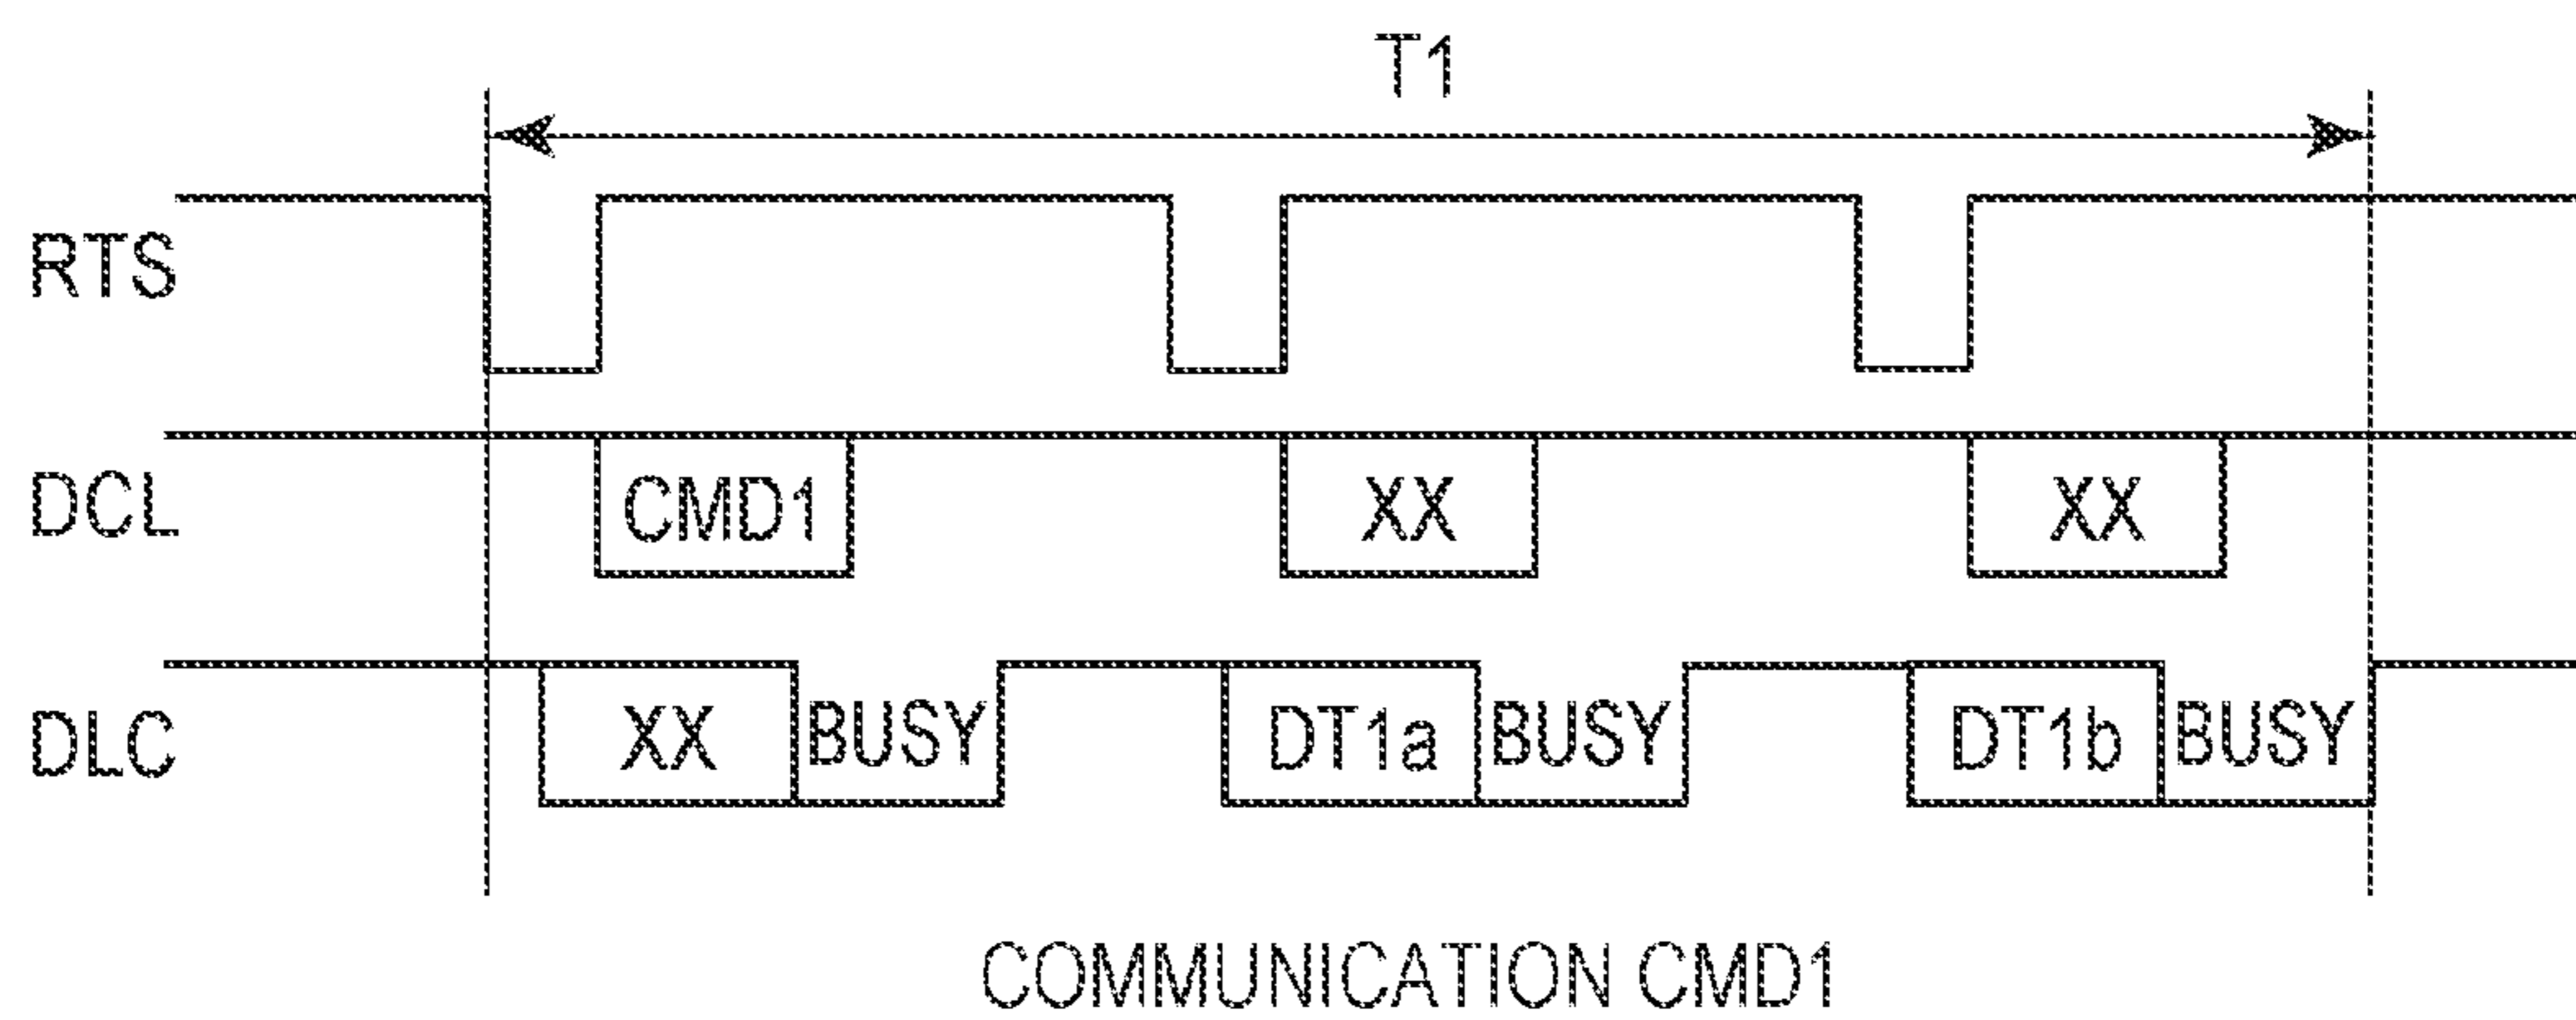 T1
RTS
DCL CMD1 XX XX
DLC XX BUSY DT1a BUSY DT1b BUSY
COMMUNICATION CMD1